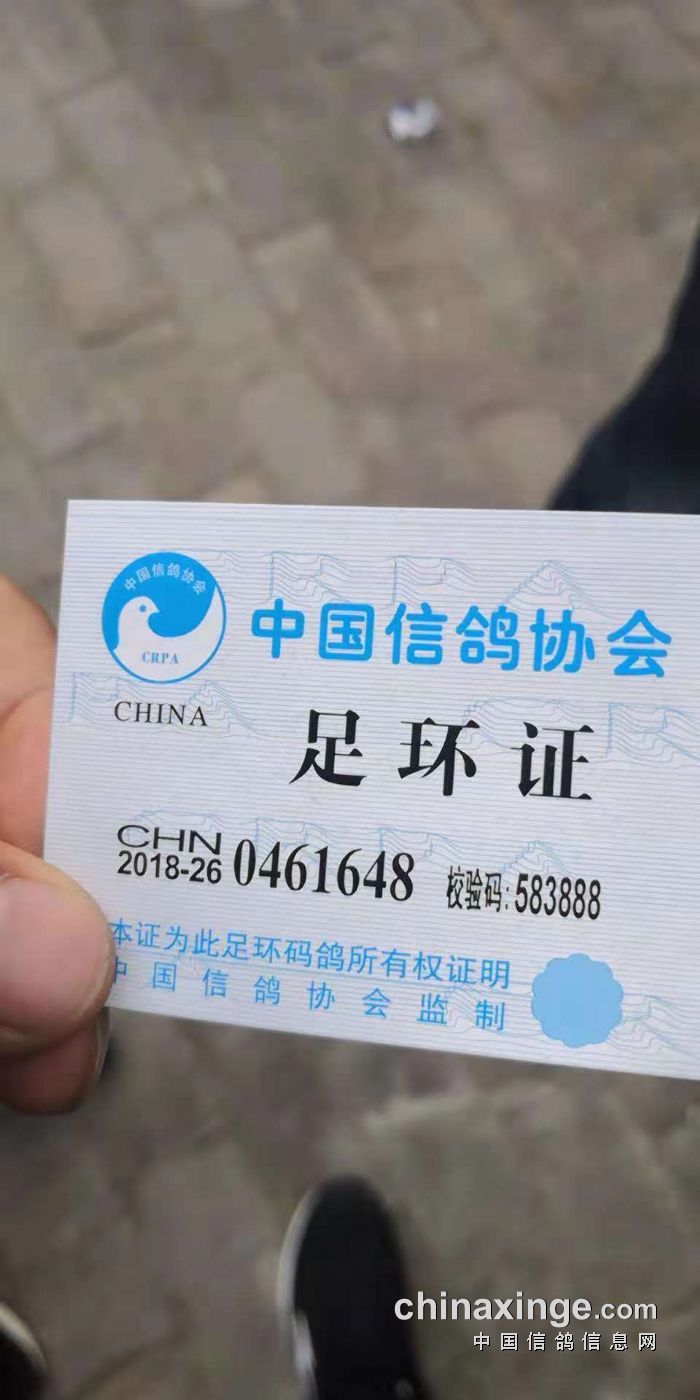 中国信鸽协会
CRPA
CHINA
中国信鸽协会
足环证
CHN
2018-26 0461648 校验码:583888
本证为此足环码鸽所有权证明
中国信鸽协会监制
chinaxinge.com
中国信鸽信息网